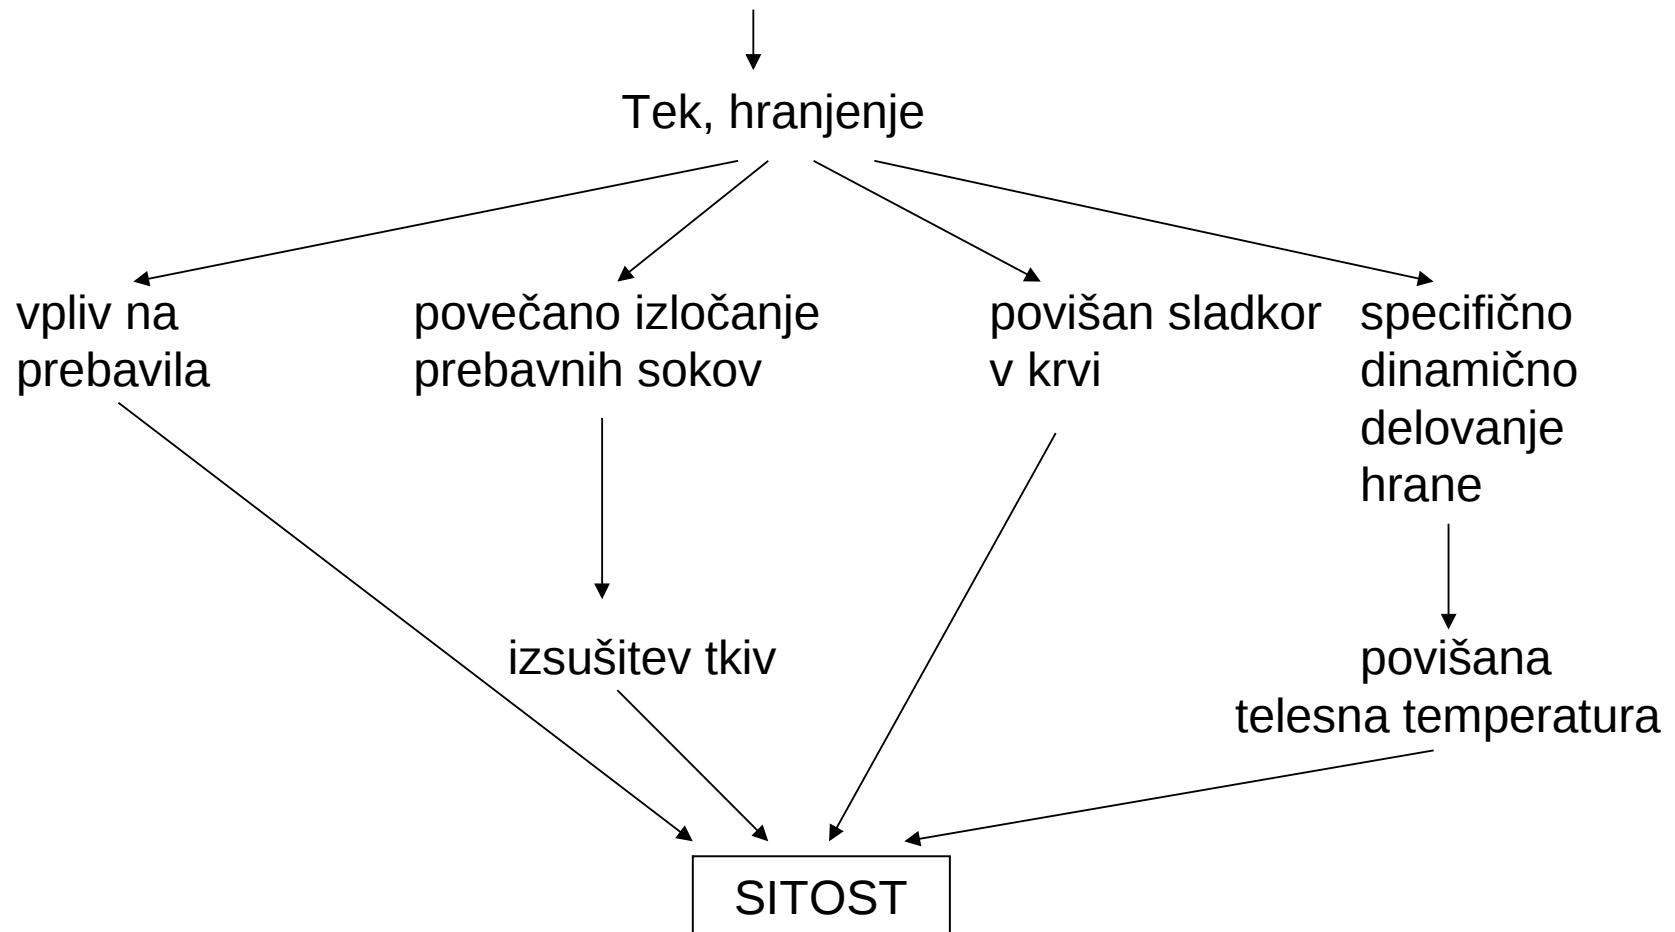 Tek, hranjenje
vpliv na
prebavila
povečano izločanje
prebavnih sokov
povišan sladkor
v krvi
specifično
dinamično
delovanje
hrane
izsušitev tkiv
povišana
telesna temperatura
SITOST